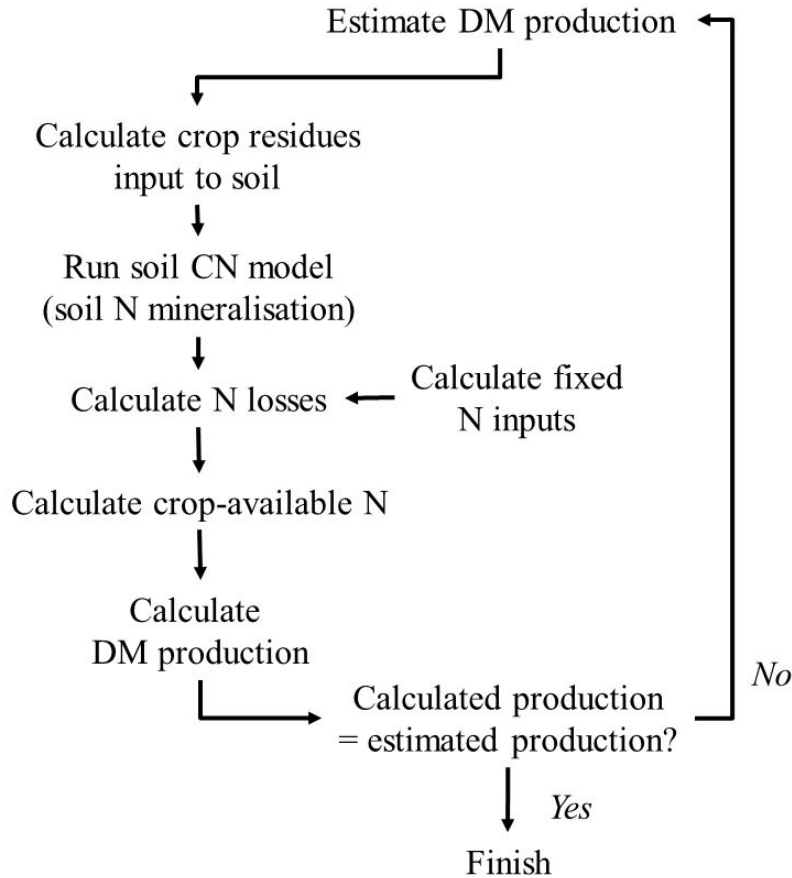 Estimate DM production
Calculate crop residues
input to soil
Run soil CN model
(soil N mineralisation)
Calculate N losses
Calculate fixed
N inputs
Calculate crop-available N
Calculate
DM production
Calculated production
= estimated production?
No
Yes
Finish